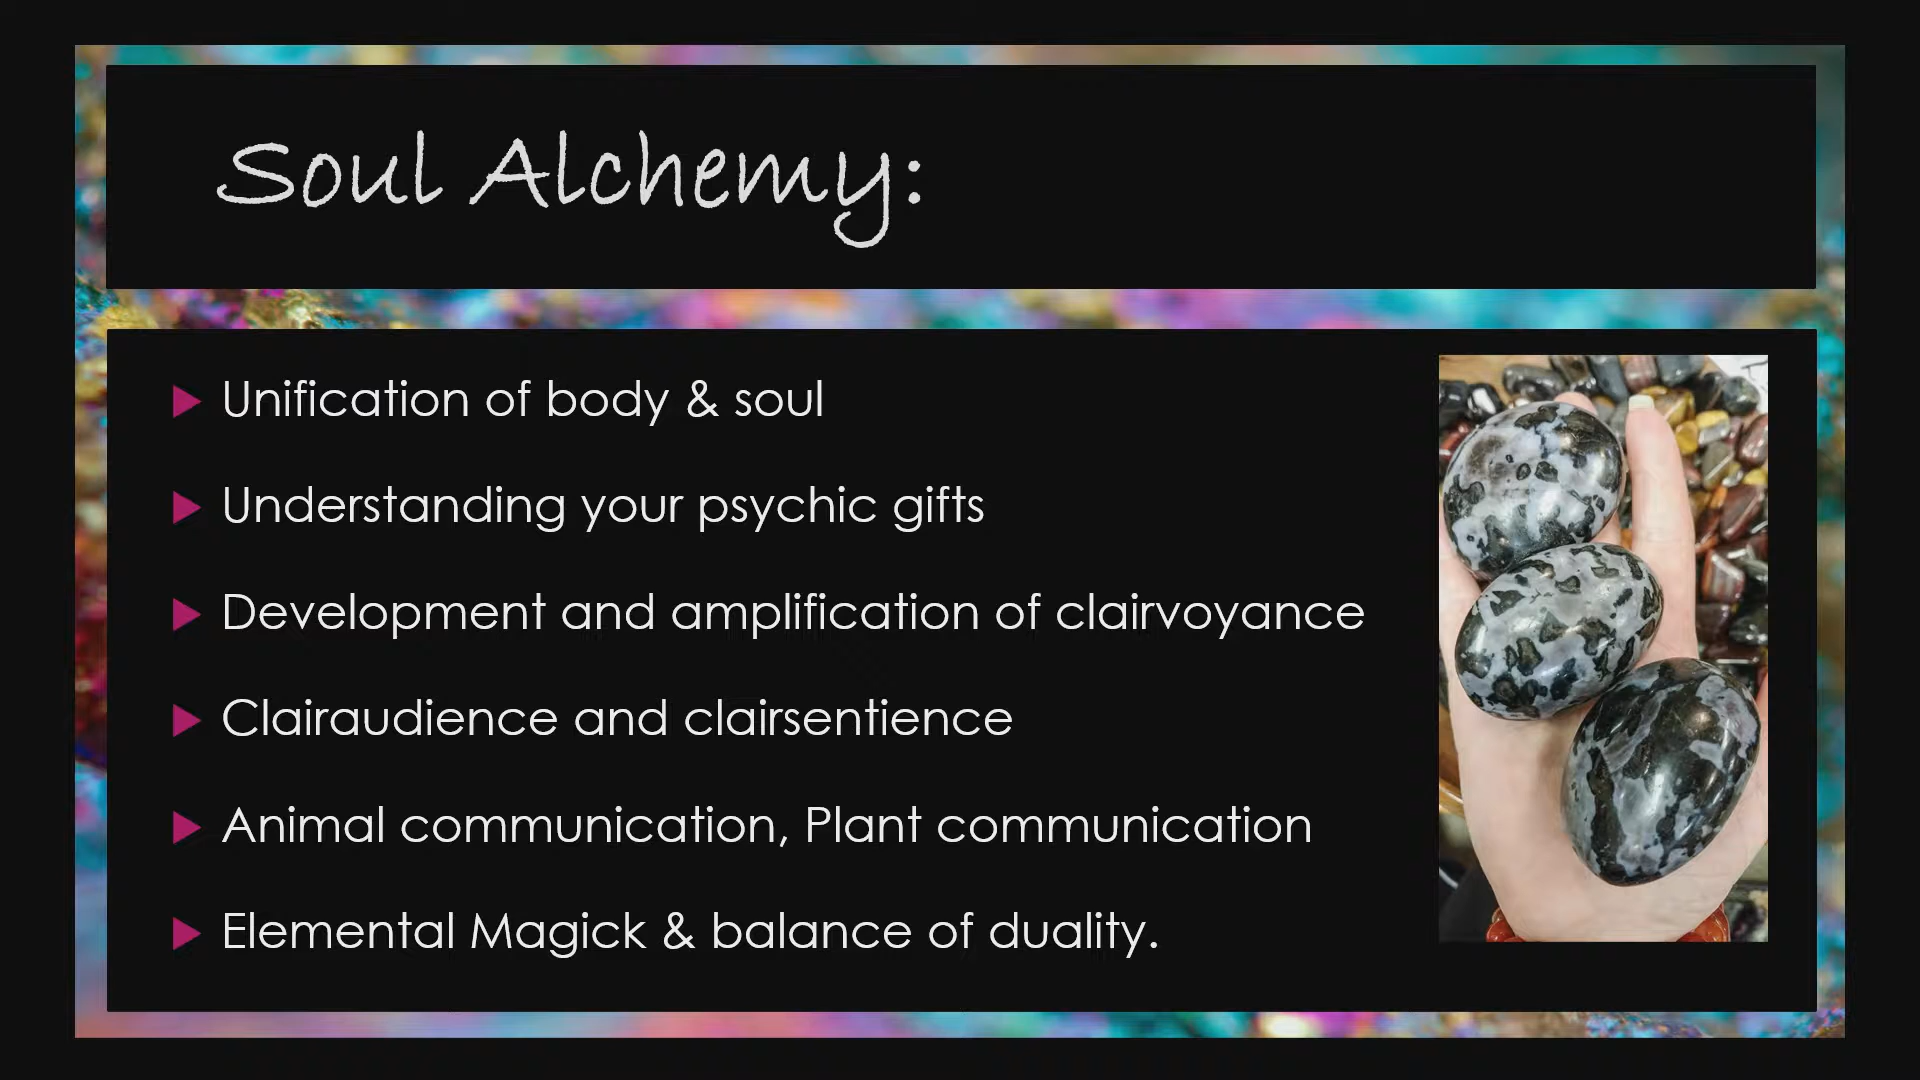 Soul Alchemy:
Unification of body & soul
Understanding your psychic gifts
Development and amplification of clairvoyance
Clairaudience and clairsentience
Animal communication, Plant communication
Elemental Magick & balance of duality.